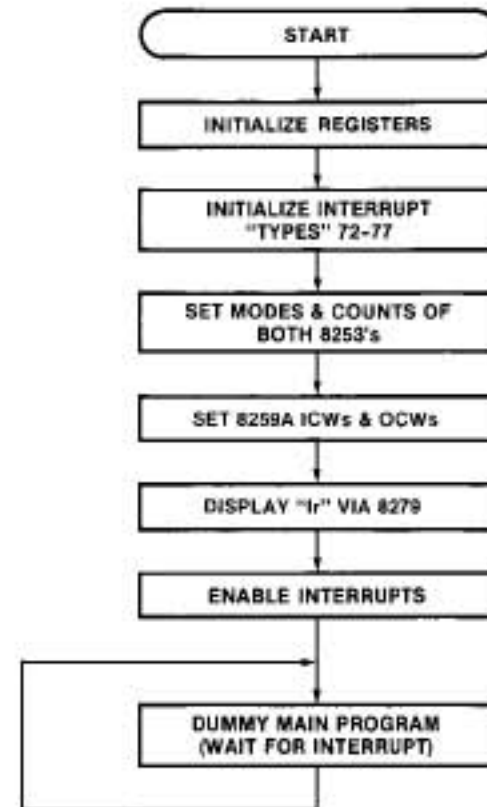 START
INITIALIZE REGISTERS
INITIALIZE INTERRUPT
"TYPES" 72-77
SET MODES & COUNTS OF
BOTH 8253's
SET 8259A ICWs & OCWs
DISPLAY "Ir" VIA 8279
ENABLE INTERRUPTS
DUMMY MAIN PROGRAM
(WAIT FOR INTERRUPT)